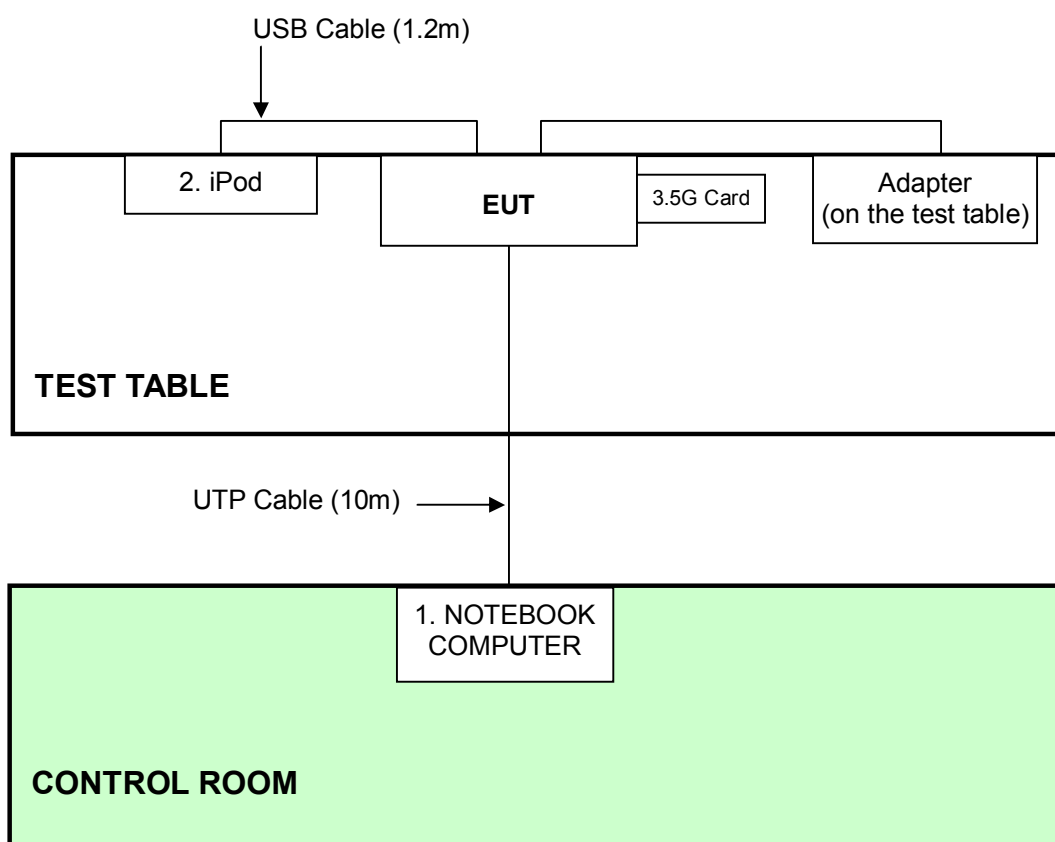 USB Cable (1.2m)
2. iPod
EUT
3.5G Card
Adapter
(on the test table)
TEST TABLE
UTP Cable (10m)
1. NOTEBOOK
COMPUTER
CONTROL ROOM